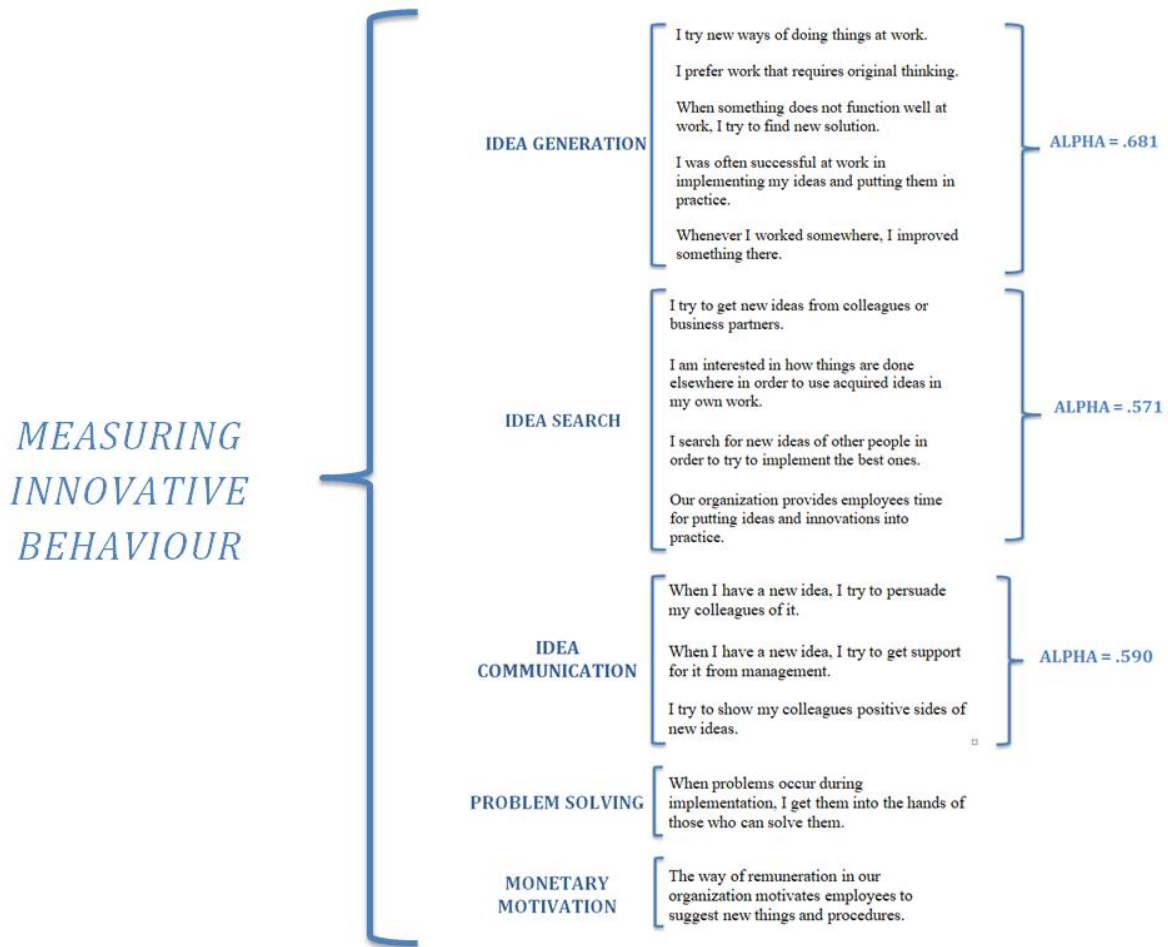 MEASURING
INNOVATIVE
BEHAVIOUR
IDEA GENERATION
I try new ways of doing things at work.
I prefer work that requires original thinking.
When something does not function well at
work, I try to find new solution.
I was often successful at work in
implementing my ideas and putting them in
practice.
Whenever I worked somewhere, I improved
something there.
ALPHA = .681
IDEA SEARCH
I try to get new ideas from colleagues or
business partners.
I am interested in how things are done
elsewhere in order to use acquired ideas in
my own work.
I search for new ideas of other people in
order to try to implement the best ones.
Our organization provides employees time
for putting ideas and innovations into
practice.
ALPHA = .571
IDEA
COMMUNICATION
When I have a new idea, I try to persuade
my colleagues of it.
When I have a new idea, I try to get support
for it from management.
I try to show my colleagues positive sides of
new ideas.
ALPHA = .590
PROBLEM SOLVING
When problems occur during
implementation, I get them into the hands of
those who can solve them.
MONETARY
MOTIVATION
The way of remuneration in our
organization motivates employees to
suggest new things and procedures.